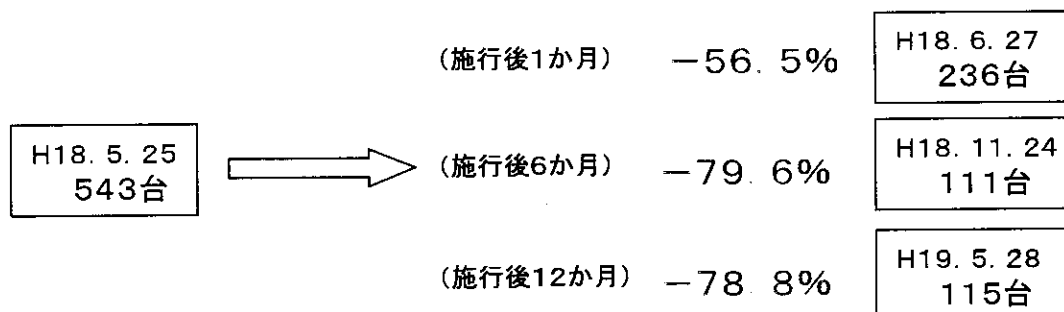 H18. 5. 25
543台
(施行後1か月) -56. 5%
H18. 6. 27
236台
(施行後6か月) -79. 6%
H18. 11. 24
111台
(施行後12か月) -78. 8%
H19. 5. 28
115台